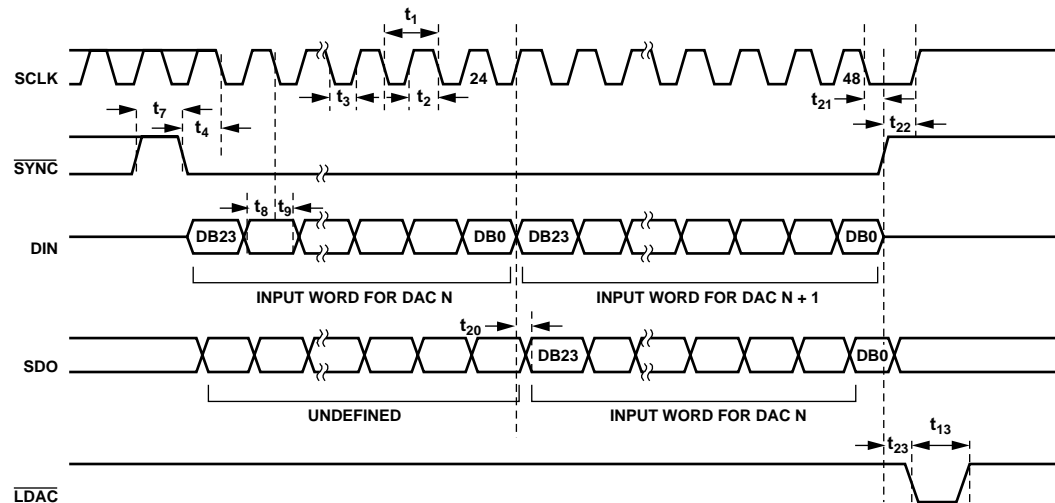 t1
SCLK
24
48
t3
t2
t21
t7
t4
t22
SYNC
t8
t9
DIN
DB23
DB0
DB23
DB0
INPUT WORD FOR DAC N
INPUT WORD FOR DAC N + 1
t20
SDO
DB23
DB0
UNDEFINED
INPUT WORD FOR DAC N
t23
t13
LDAC